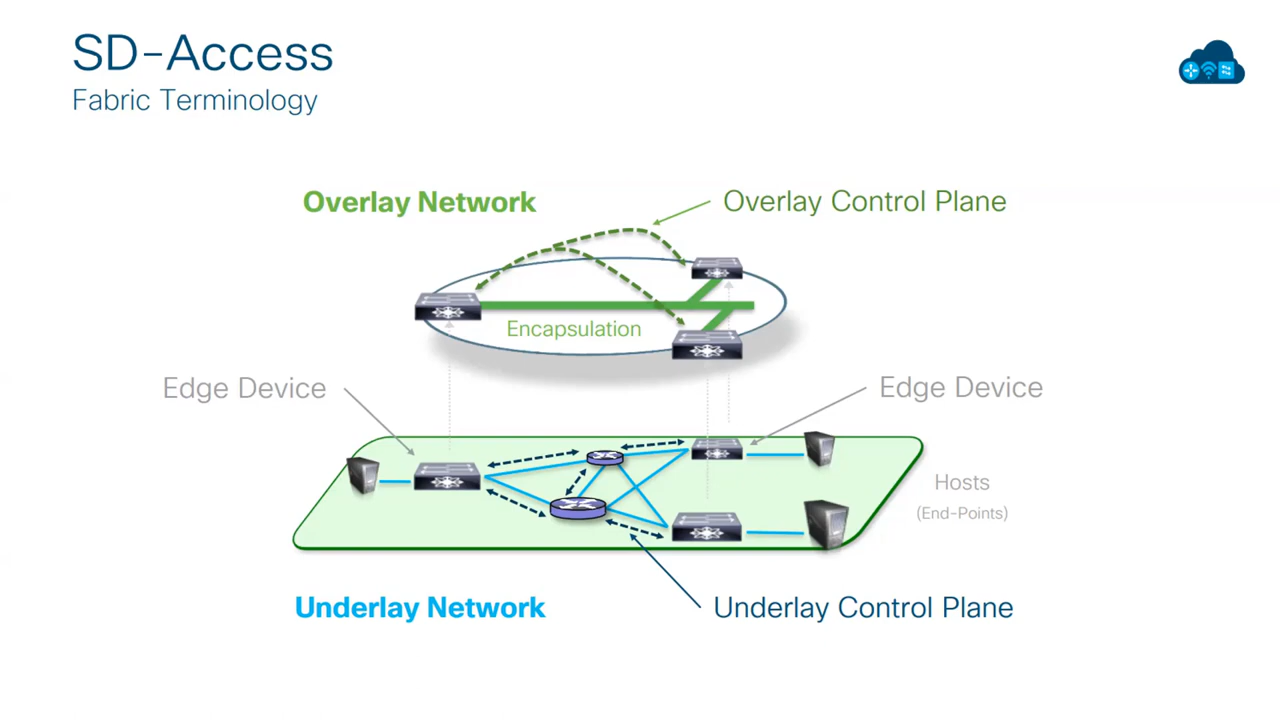 SD-Access
Fabric Terminology
Overlay Network
Overlay Control Plane
Encapsulation
Edge Device
Edge Device
Hosts
(End-Points)
Underlay Network
Underlay Control Plane